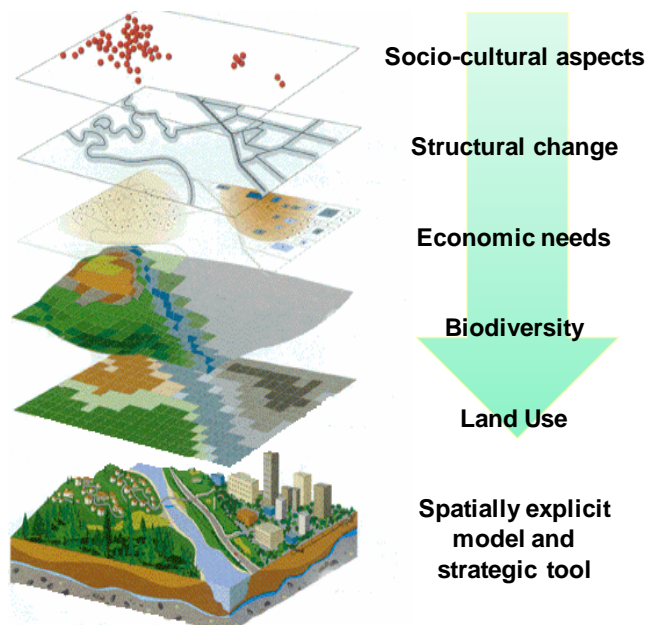 Socio-cultural aspects
Structural change
Economic needs
Biodiversity
Land Use
Spatially explicit
model and
strategic tool